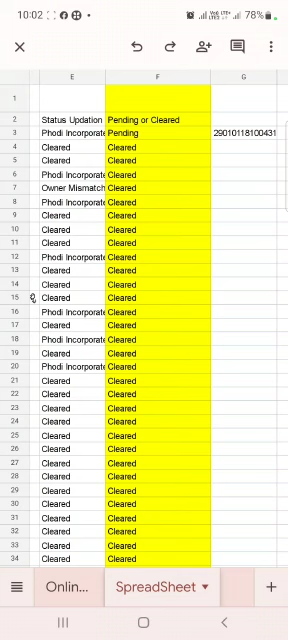 10:02 78%
E F G
1
2 Status Updation Pending or Cleared
3 Phodi Incorporate Pending 29010118100431
4 Cleared Cleared
5 Cleared Cleared
6 Phodi Incorporate Cleared
7 Owner Mismatch Cleared
8 Phodi Incorporate Cleared
9 Cleared Cleared
10 Cleared Cleared
11 Cleared Cleared
12 Phodi Incorporate Cleared
13 Cleared Cleared
14 Cleared Cleared
15 Cleared Cleared
16 Phodi Incorporate Cleared
17 Cleared Cleared
18 Phodi Incorporate Cleared
19 Cleared Cleared
20 Phodi Incorporate Cleared
21 Cleared Cleared
22 Cleared Cleared
23 Cleared Cleared
24 Cleared Cleared
25 Cleared Cleared
26 Cleared Cleared
27 Cleared Cleared
28 Cleared Cleared
29 Cleared Cleared
30 Cleared Cleared
31 Cleared Cleared
32 Cleared Cleared
33 Cleared Cleared
34 Cleared Cleared
Onlin... SpreadSheet